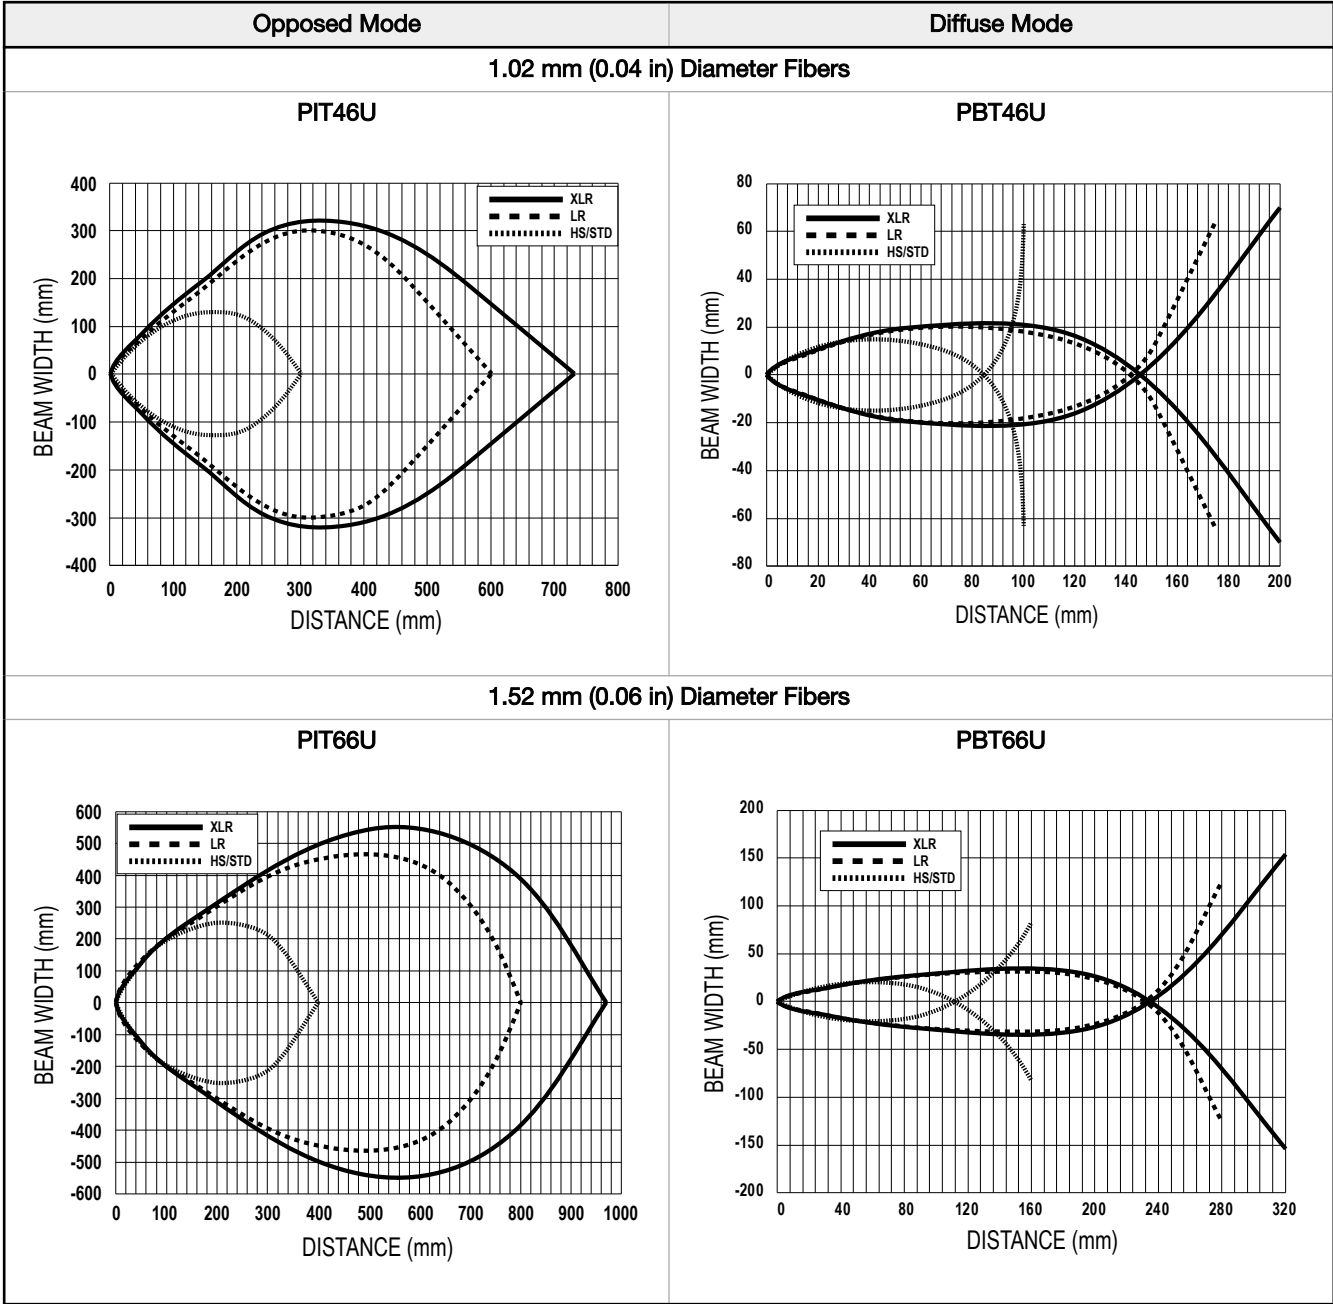 Opposed Mode
Diffuse Mode
1.02 mm (0.04 in) Diameter Fibers
PIT46U
400
300
200
100
0
-100
-200
-300
-400
BEAM WIDTH (mm)
XLR
LR
HS/STD
0 100 200 300 400 500 600 700 800
DISTANCE (mm)
PBT46U
80
60
40
20
0
-20
-40
-60
-80
BEAM WIDTH (mm)
XLR
LR
HS/STD
0 20 40 60 80 100 120 140 160 180 200
DISTANCE (mm)
1.52 mm (0.06 in) Diameter Fibers
PIT66U
600
500
400
300
200
100
0
-100
-200
-300
-400
-500
-600
BEAM WIDTH (mm)
XLR
LR
HS/STD
0 100 200 300 400 500 600 700 800 900 1000
DISTANCE (mm)
PBT66U
200
150
100
50
0
-50
-100
-150
-200
BEAM WIDTH (mm)
XLR
LR
HS/STD
0 40 80 120 160 200 240 280 320
DISTANCE (mm)